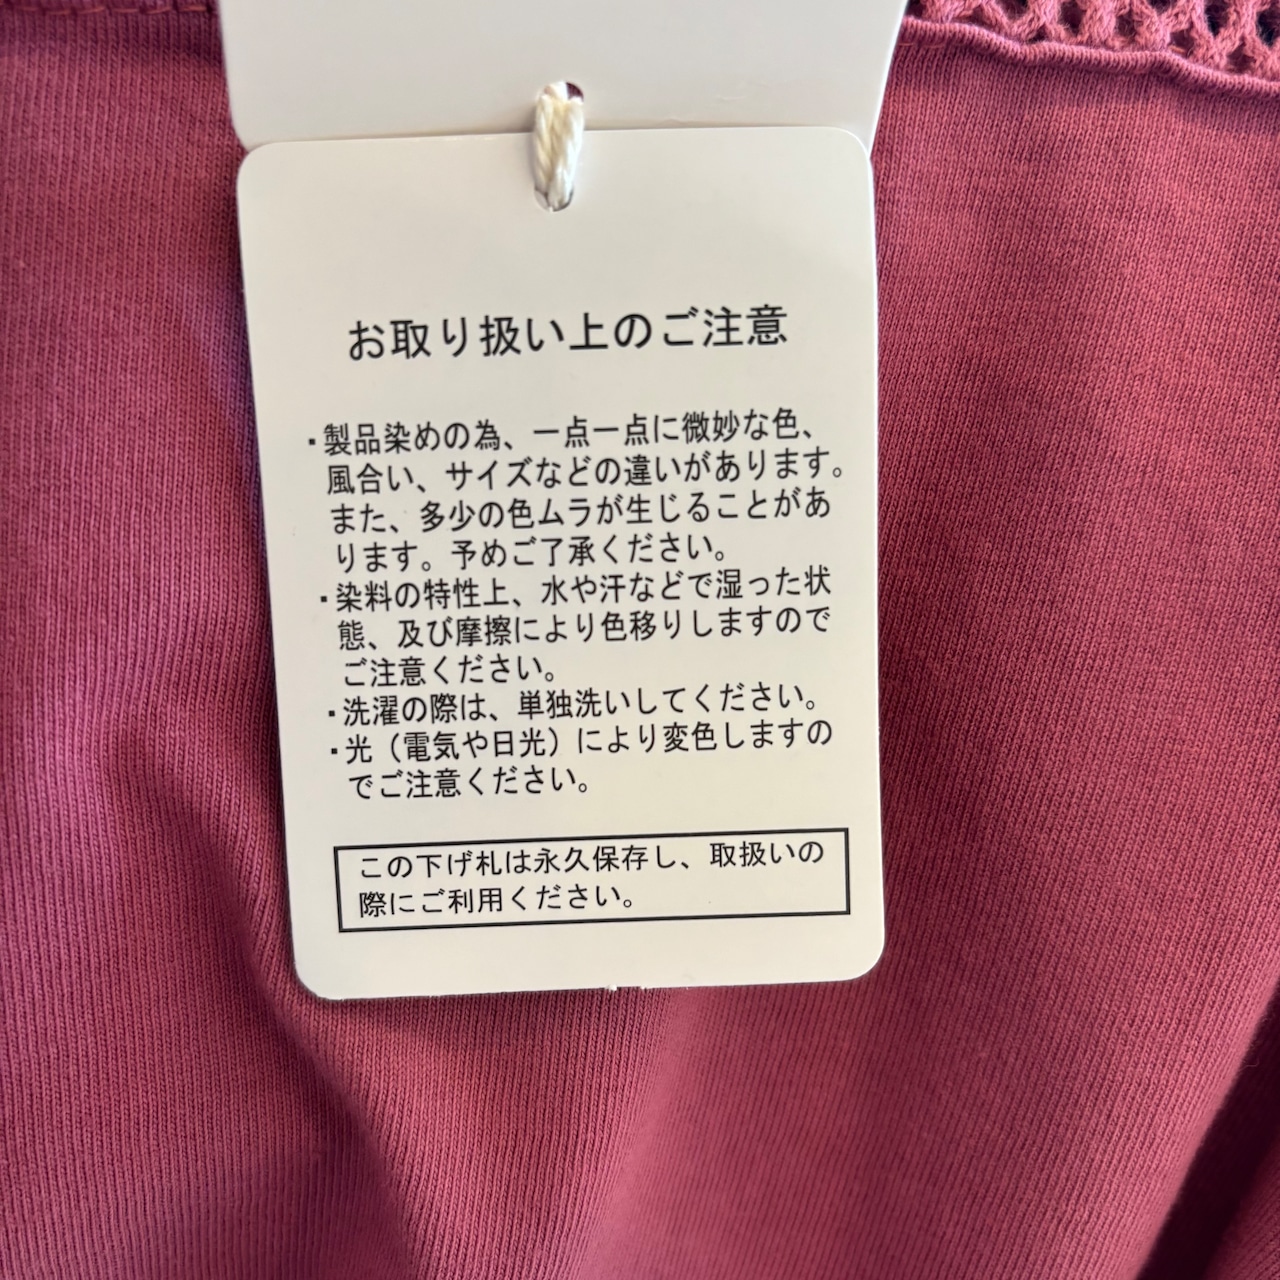 お取り扱い上のご注意
・製品染めの為、一点一点に微妙な色、
風合い、サイズなどの違いがあります。
また、多少の色ムラが生じることがあ
ります。予めご了承ください。
・染料の特性上、水や汗などで湿った状
態、及び摩擦により色移りしますので
ご注意ください。
・洗濯の際は、単独洗いしてください。
・光（電気や日光）により変色しますの
でご注意ください。
この下げ札は永久保存し、取扱いの
際にご利用ください。